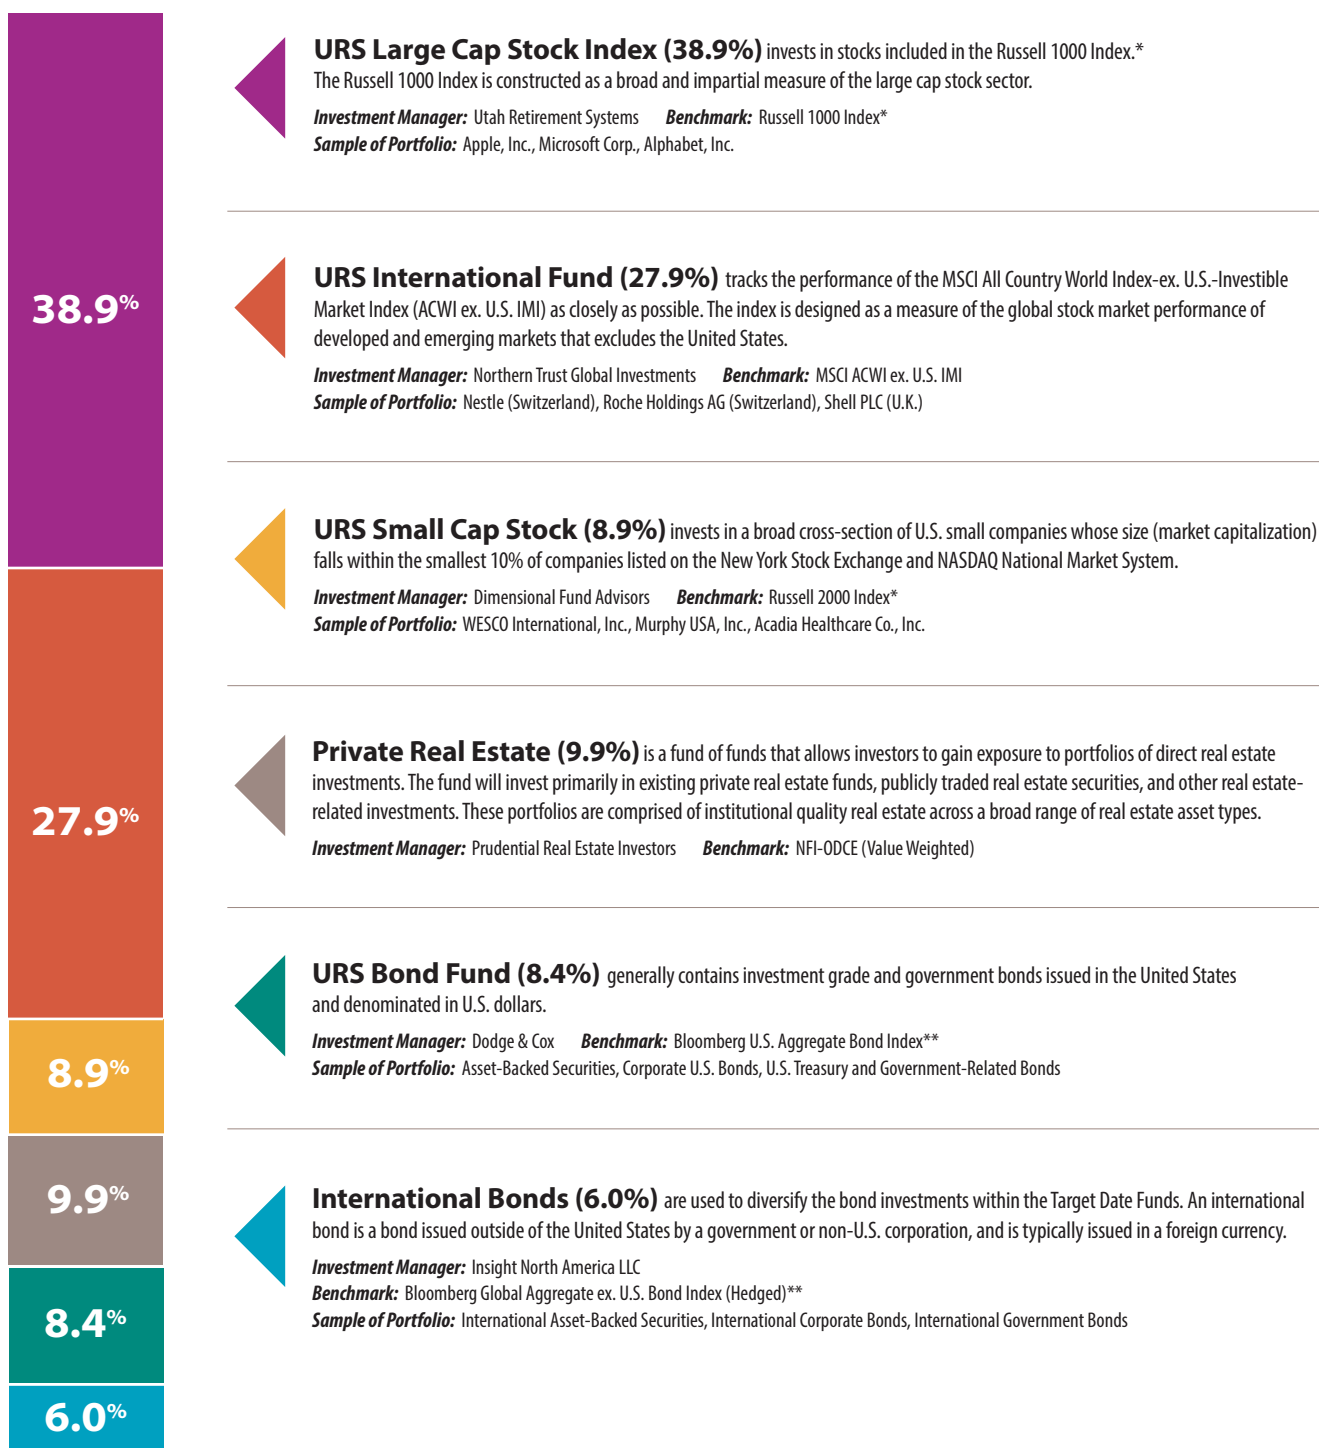 URS Large Cap Stock Index (38.9%) invests in stocks included in the Russell 1000 Index.*
The Russell 1000 Index is constructed as a broad and impartial measure of the large cap stock sector.
Investment Manager: Utah Retirement Systems Benchmark: Russell 1000 Index*
Sample of Portfolio: Apple, Inc., Microsoft Corp., Alphabet, Inc.
38.9%
URS International Fund (27.9%) tracks the performance of the MSCI All Country World Index-ex. U.S.-Investible
Market Index (ACWI ex. U.S. IMI) as closely as possible. The index is designed as a measure of the global stock market performance of
developed and emerging markets that excludes the United States.
Investment Manager: Northern Trust Global Investments Benchmark: MSCI ACWI ex. U.S. IMI
Sample of Portfolio: Nestle (Switzerland), Roche Holdings AG (Switzerland), Shell PLC (U.K.)
URS Small Cap Stock (8.9%) invests in a broad cross-section of U.S. small companies whose size (market capitalization)
falls within the smallest 10% of companies listed on the New York Stock Exchange and NASDAQ National Market System.
Investment Manager: Dimensional Fund Advisors Benchmark: Russell 2000 Index*
Sample of Portfolio: WESCO International, Inc., Murphy USA, Inc., Acadia Healthcare Co., Inc.
Private Real Estate (9.9%) is a fund of funds that allows investors to gain exposure to portfolios of direct real estate
investments. The fund will invest primarily in existing private real estate funds, publicly traded real estate securities, and other real estate-
related investments. These portfolios are comprised of institutional quality real estate across a broad range of real estate asset types.
Investment Manager: Prudential Real Estate Investors Benchmark: NFI-ODCE (Value Weighted)
27.9%
URS Bond Fund (8.4%) generally contains investment grade and government bonds issued in the United States
and denominated in U.S. dollars.
Investment Manager: Dodge & Cox Benchmark: Bloomberg U.S. Aggregate Bond Index**
Sample of Portfolio: Asset-Backed Securities, Corporate U.S. Bonds, U.S. Treasury and Government-Related Bonds
8.9%
International Bonds (6.0%) are used to diversify the bond investments within the Target Date Funds. An international
bond is a bond issued outside of the United States by a government or non-U.S. corporation, and is typically issued in a foreign currency.
Investment Manager: Insight North America LLC
Benchmark: Bloomberg Global Aggregate ex. U.S. Bond Index (Hedged)**
Sample of Portfolio: International Asset-Backed Securities, International Corporate Bonds, International Government Bonds
9.9%
8.4%
6.0%